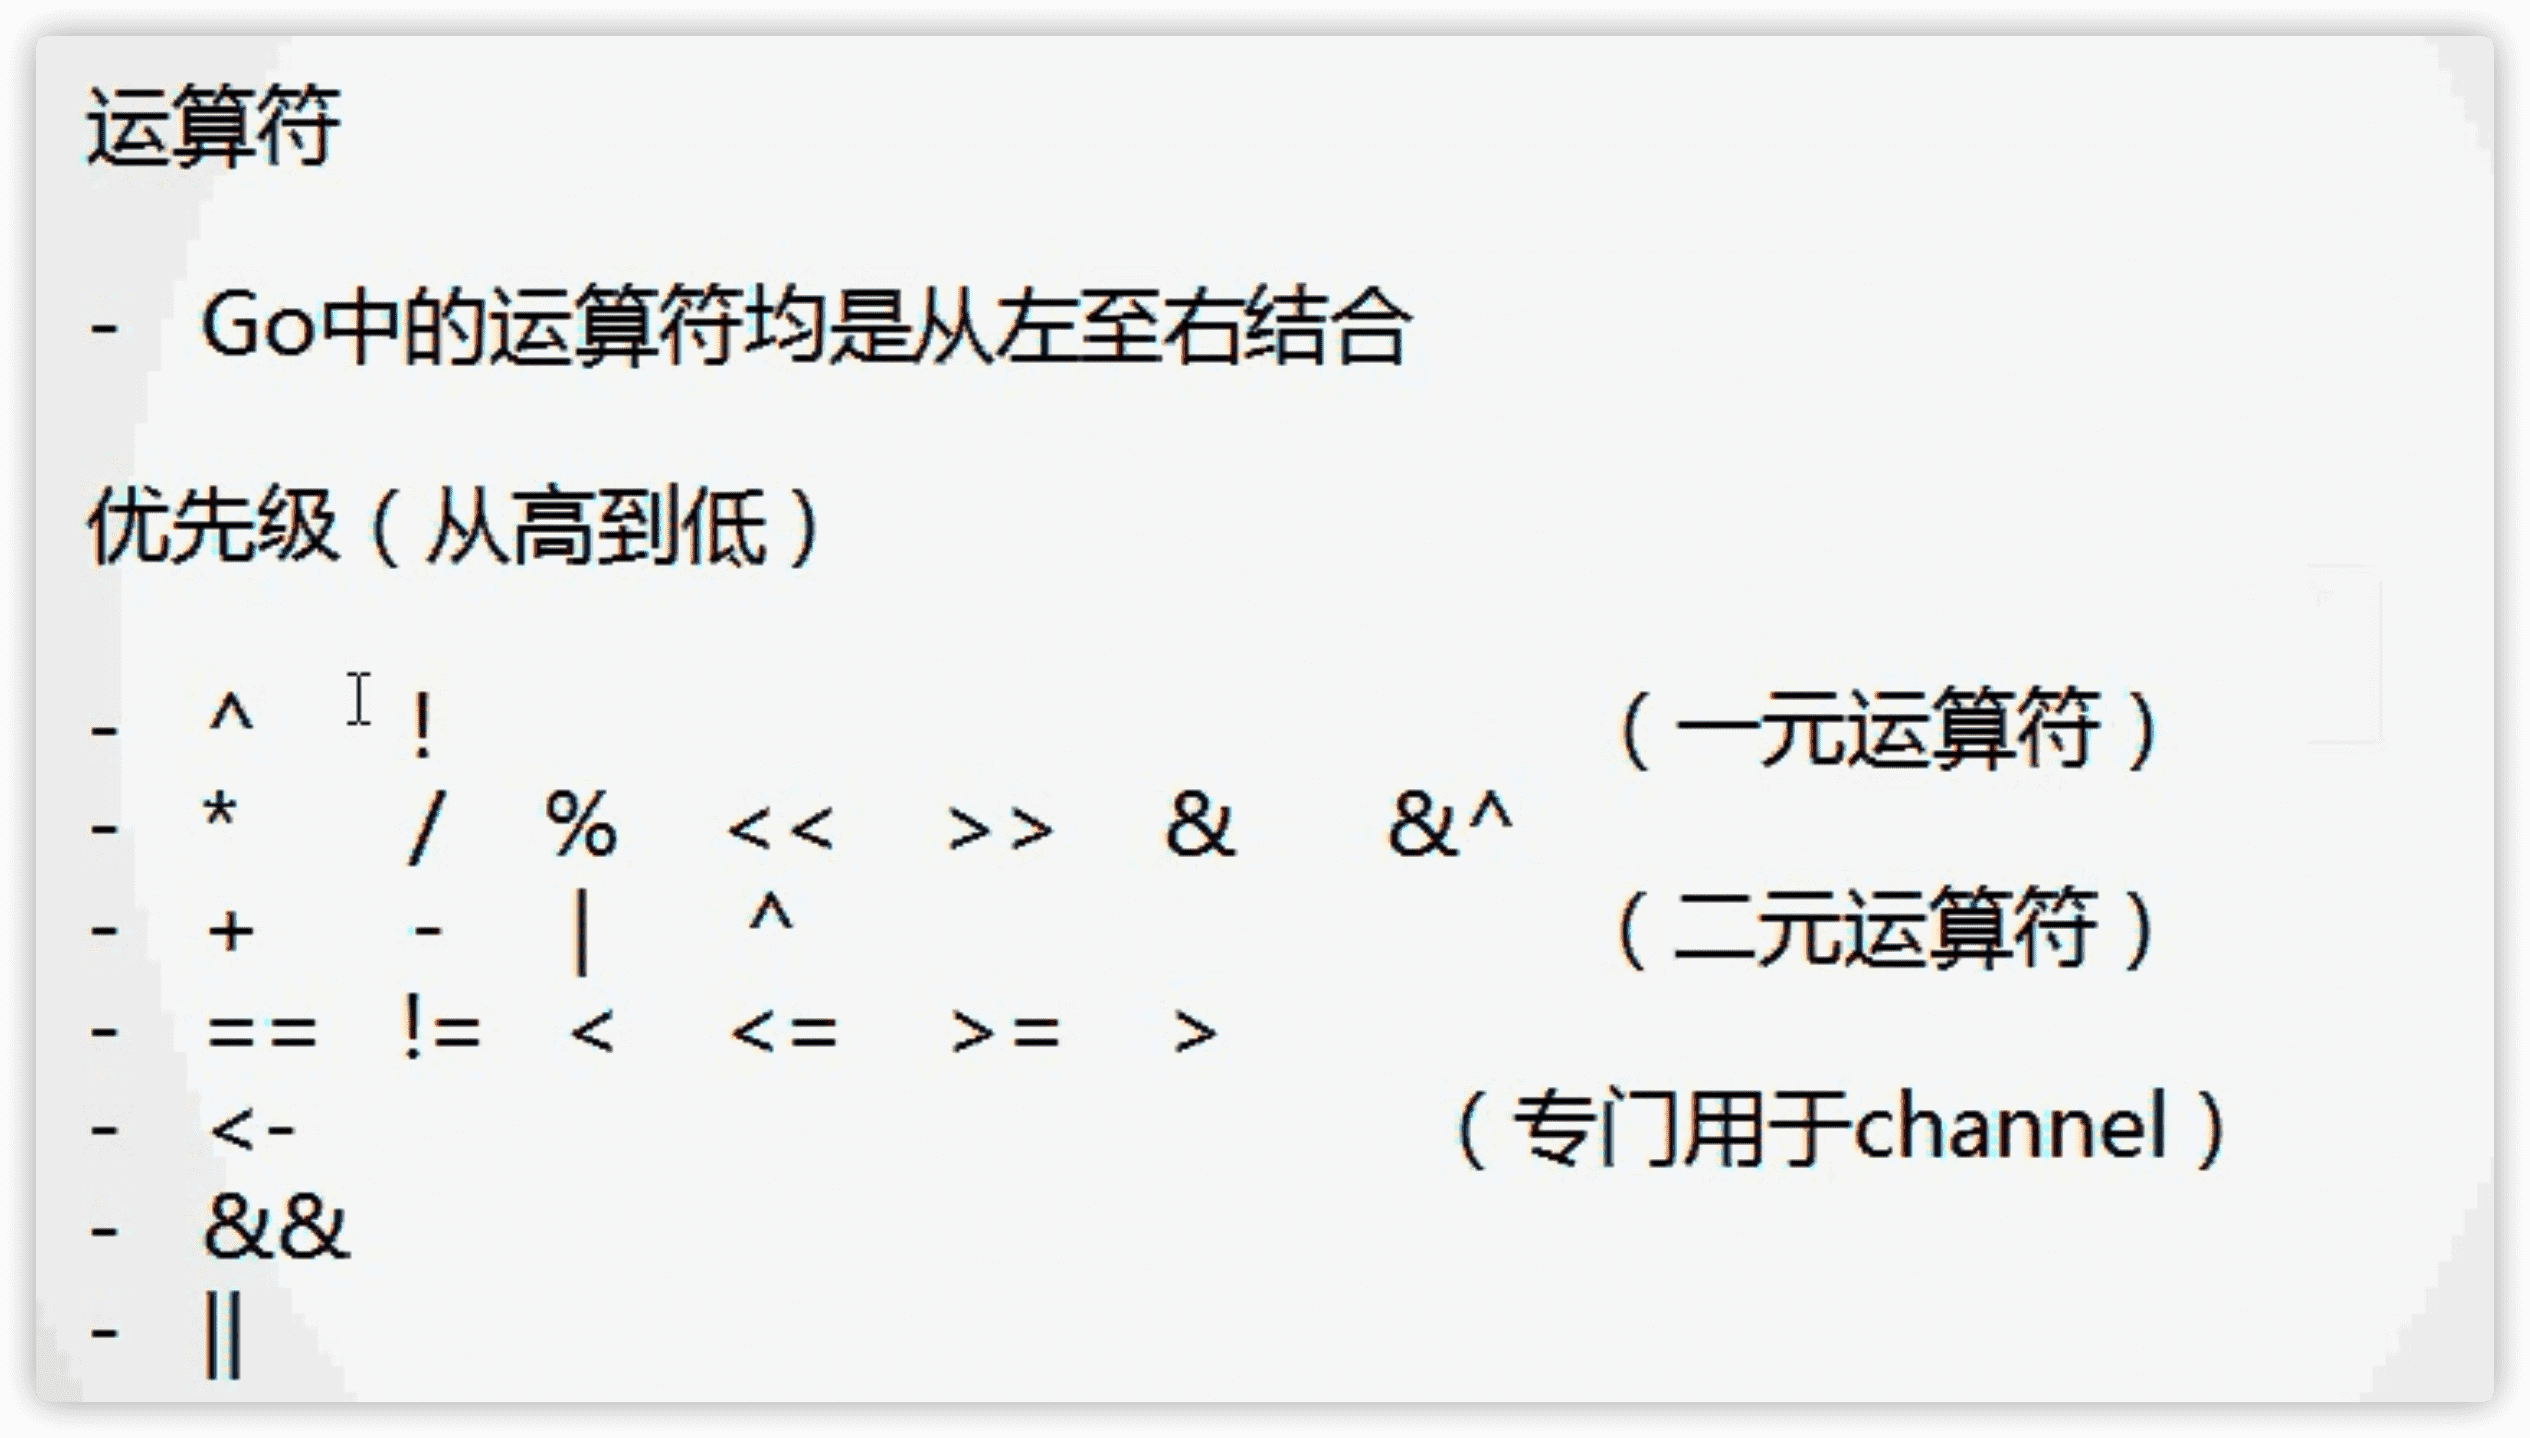 运算符
- Go中的运算符均是从左至右结合
优先级（从高到低）
- ^ ! （一元运算符）
- * / % << >> & &^
- + - | ^ （二元运算符）
- == != < <= >= >
- <- （专门用于channel）
- &&
- ||